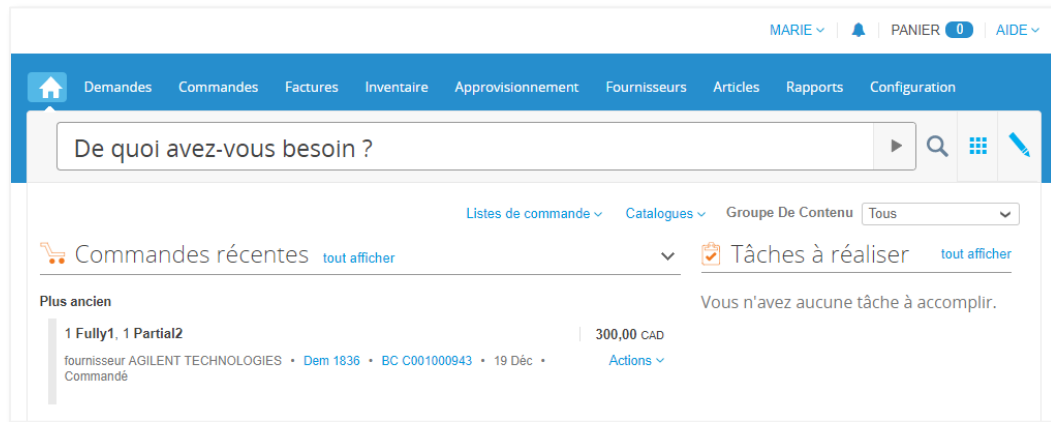 MARIE PANIER 0 AIDE
Demandes Commandes Factures Inventaire Approvisionnement Fournisseurs Articles Rapports Configuration
De quoi avez-vous besoin ?
Listes de commande Catalogues Groupe De Contenu Tous
Commandes récentes tout afficher
Tâches à réaliser tout afficher
Plus ancien
Vous n'avez aucune tâche à accomplir.
1 Fully1, 1 Partial2 300,00 CAD
fournisseur AGILENT TECHNOLOGIES • Dem 1836 • BC C001000943 • 19 Déc • Actions
Commandé